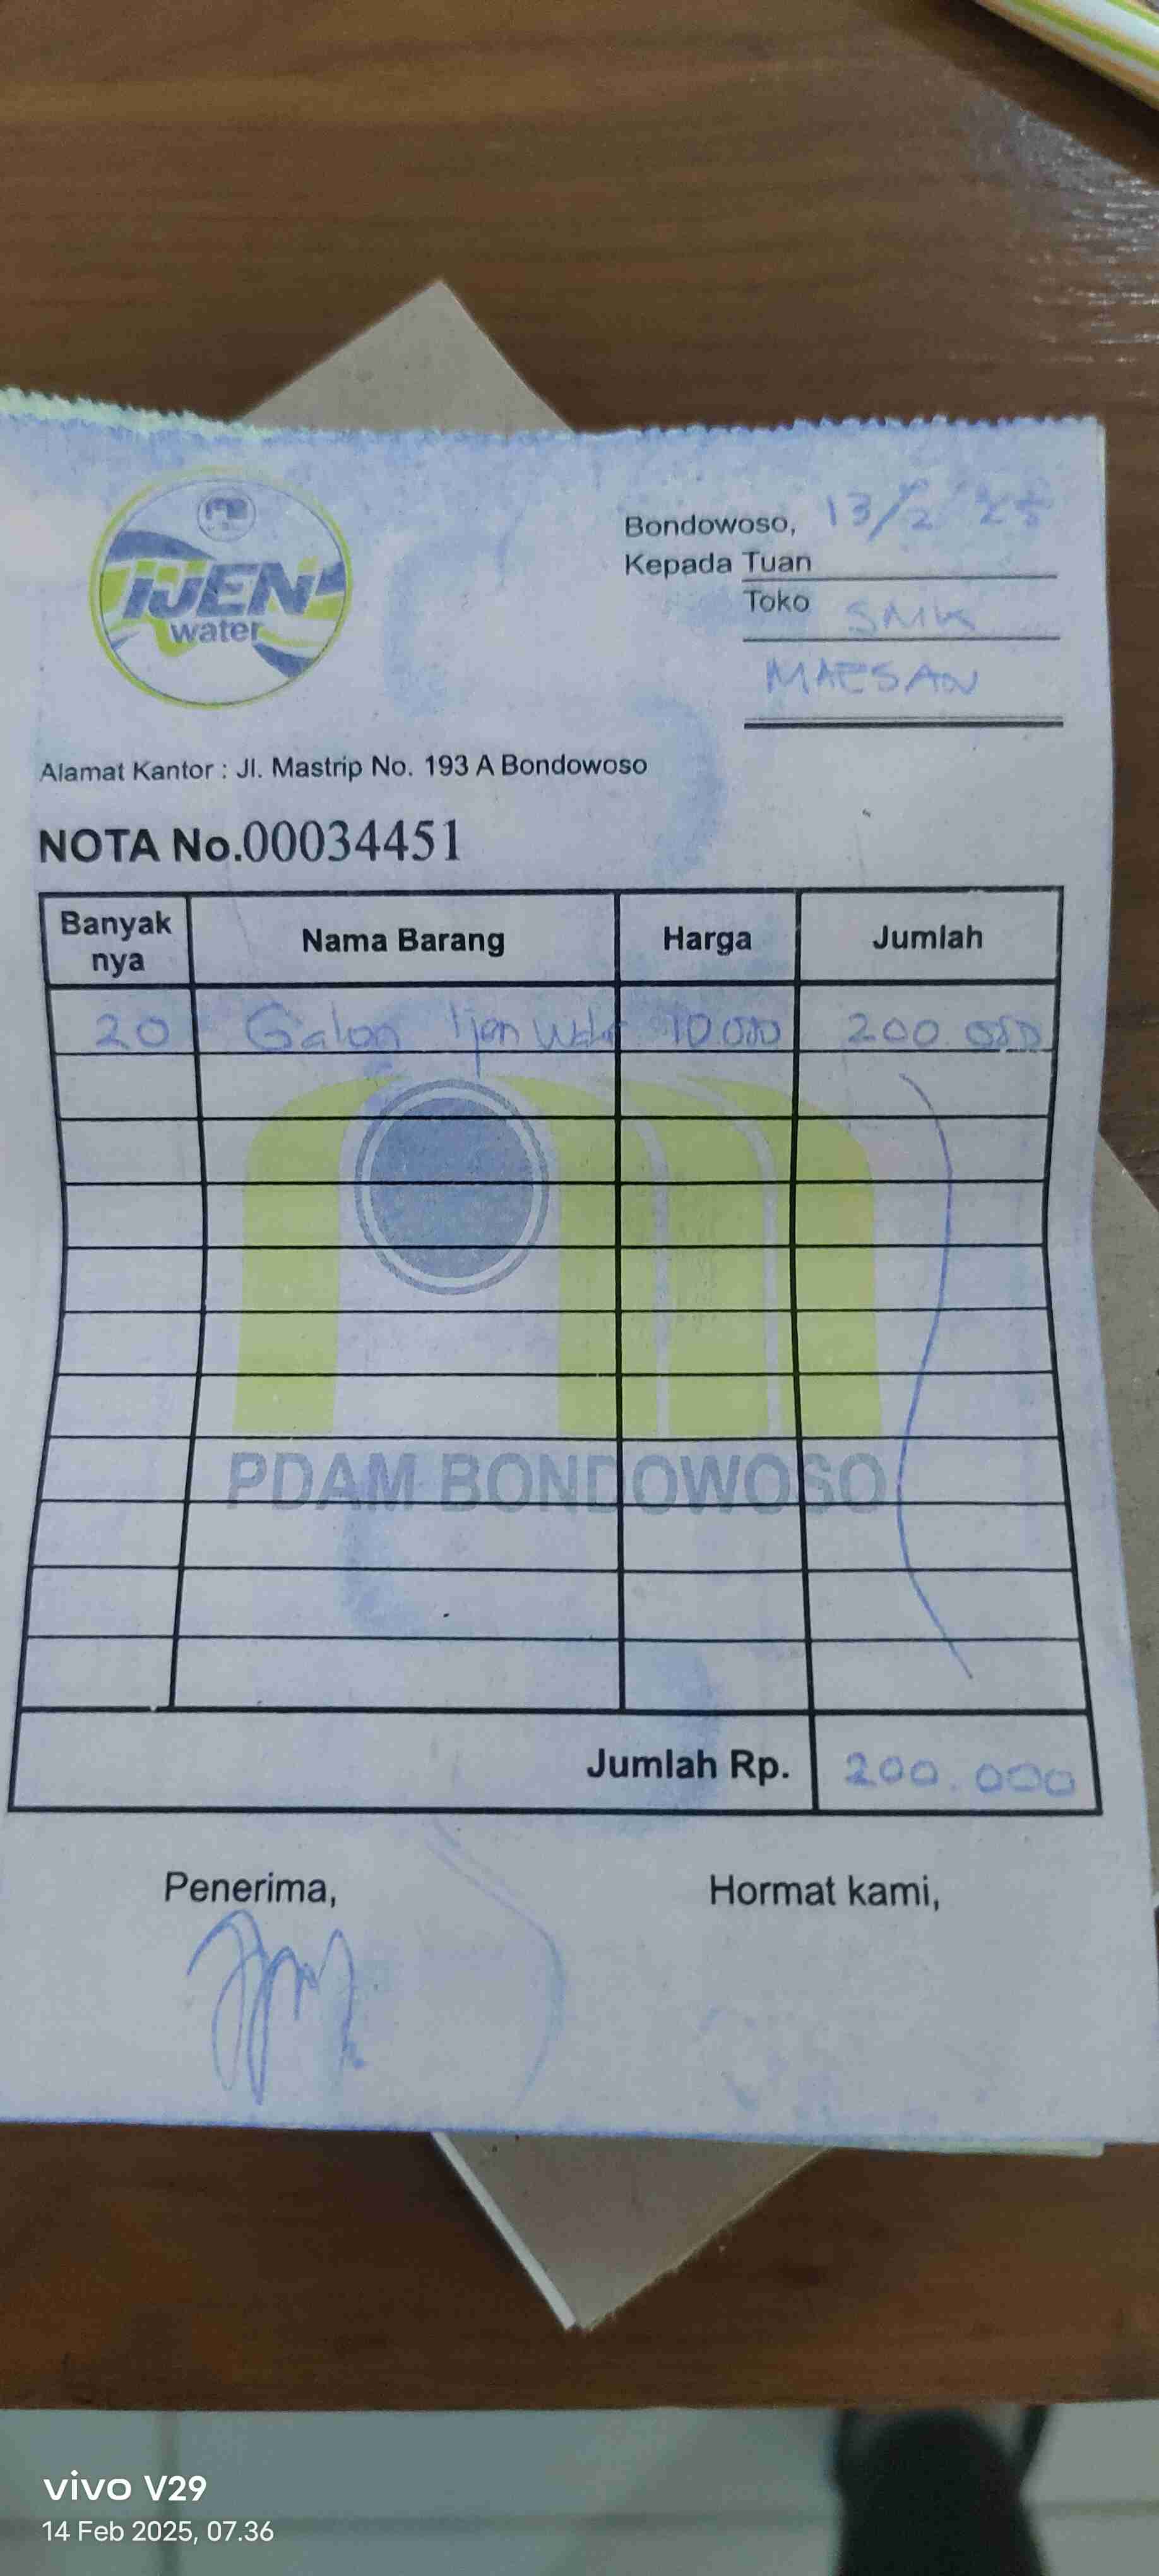 IJEN
water
Bondowoso, 13/2 25
Kepada Tuan
Toko SMK
MAESAN
Alamat Kantor : Jl. Mastrip No. 193 A Bondowoso
NOTA No.00034451
Banyak nya Nama Barang Harga Jumlah
20 Galon Ijen Water 10.000 200.000
PDAM BONDOWOSO
Jumlah Rp. 200.000
Penerima, Hormat kami,
vivo V29
14 Feb 2025, 07.36